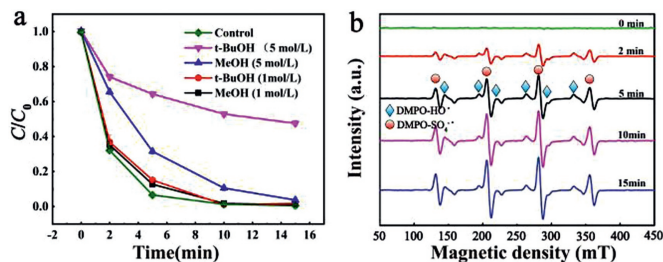 a
Control
t-BuOH (5 mol/L)
MeOH (5 mol/L)
t-BuOH (1mol/L)
MeOH (1 mol/L)
C/C0
1.0
0.8
0.6
0.4
0.2
0.0
0 2 4 6 8 10 12 14 16
Time(min)
b
0 min
2 min
5 min
10min
15min
DMPO-HO•
DMPO-SO4•-
Intensity (a.u.)
50 100 150 200 250 300 350 400 450
Magnetic density (mT)